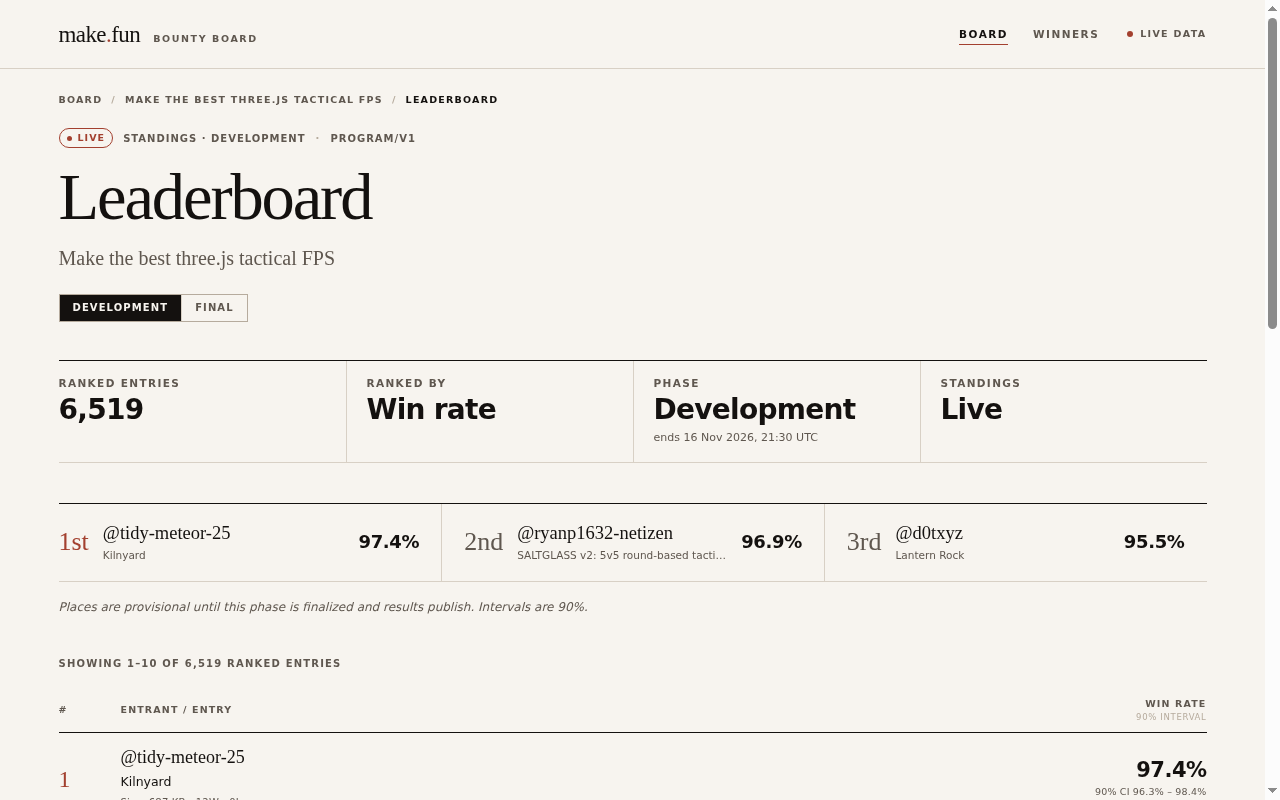 make.fun BOUNTY BOARD
BOARD WINNERS LIVE DATA
BOARD / MAKE THE BEST THREE.JS TACTICAL FPS / LEADERBOARD
LIVE STANDINGS · DEVELOPMENT · PROGRAM/V1
Leaderboard
Make the best three.js tactical FPS
DEVELOPMENT FINAL
RANKED ENTRIES
6,519
RANKED BY
Win rate
PHASE
Development
ends 16 Nov 2026, 21:30 UTC
STANDINGS
Live
1st @tidy-meteor-25
Kilnyard
97.4%
2nd @ryanp1632-netizen
SALTGLASS v2: 5v5 round-based tacti...
96.9%
3rd @d0txyz
Lantern Rock
95.5%
Places are provisional until this phase is finalized and results publish. Intervals are 90%.
SHOWING 1–10 OF 6,519 RANKED ENTRIES
# ENTRANT / ENTRY WIN RATE
90% INTERVAL
1 @tidy-meteor-25
Kilnyard
97.4%
90% CI 96.3% – 98.4%